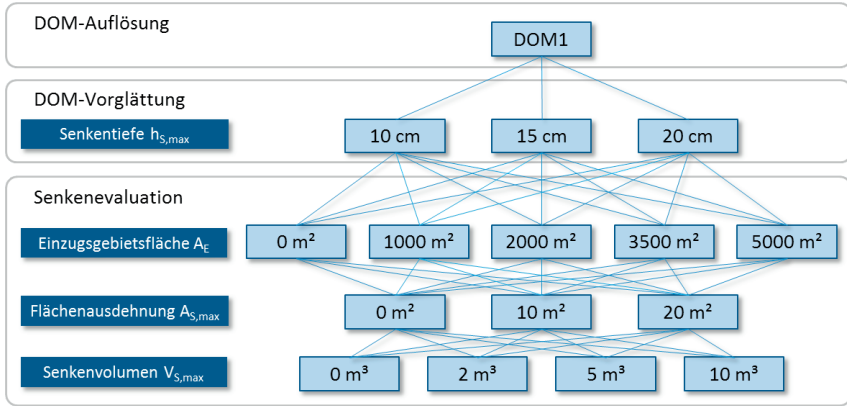 DOM-Auflösung
DOM1
DOM-Vorglättung
Senkentiefe hS,max 10 cm 15 cm 20 cm
Senkenevaluation
Einzugsgebietsfläche AE 0 m² 1000 m² 2000 m² 3500 m² 5000 m²
Flächenausdehnung AS,max 0 m² 10 m² 20 m²
Senkenvolumen VS,max 0 m³ 2 m³ 5 m³ 10 m³